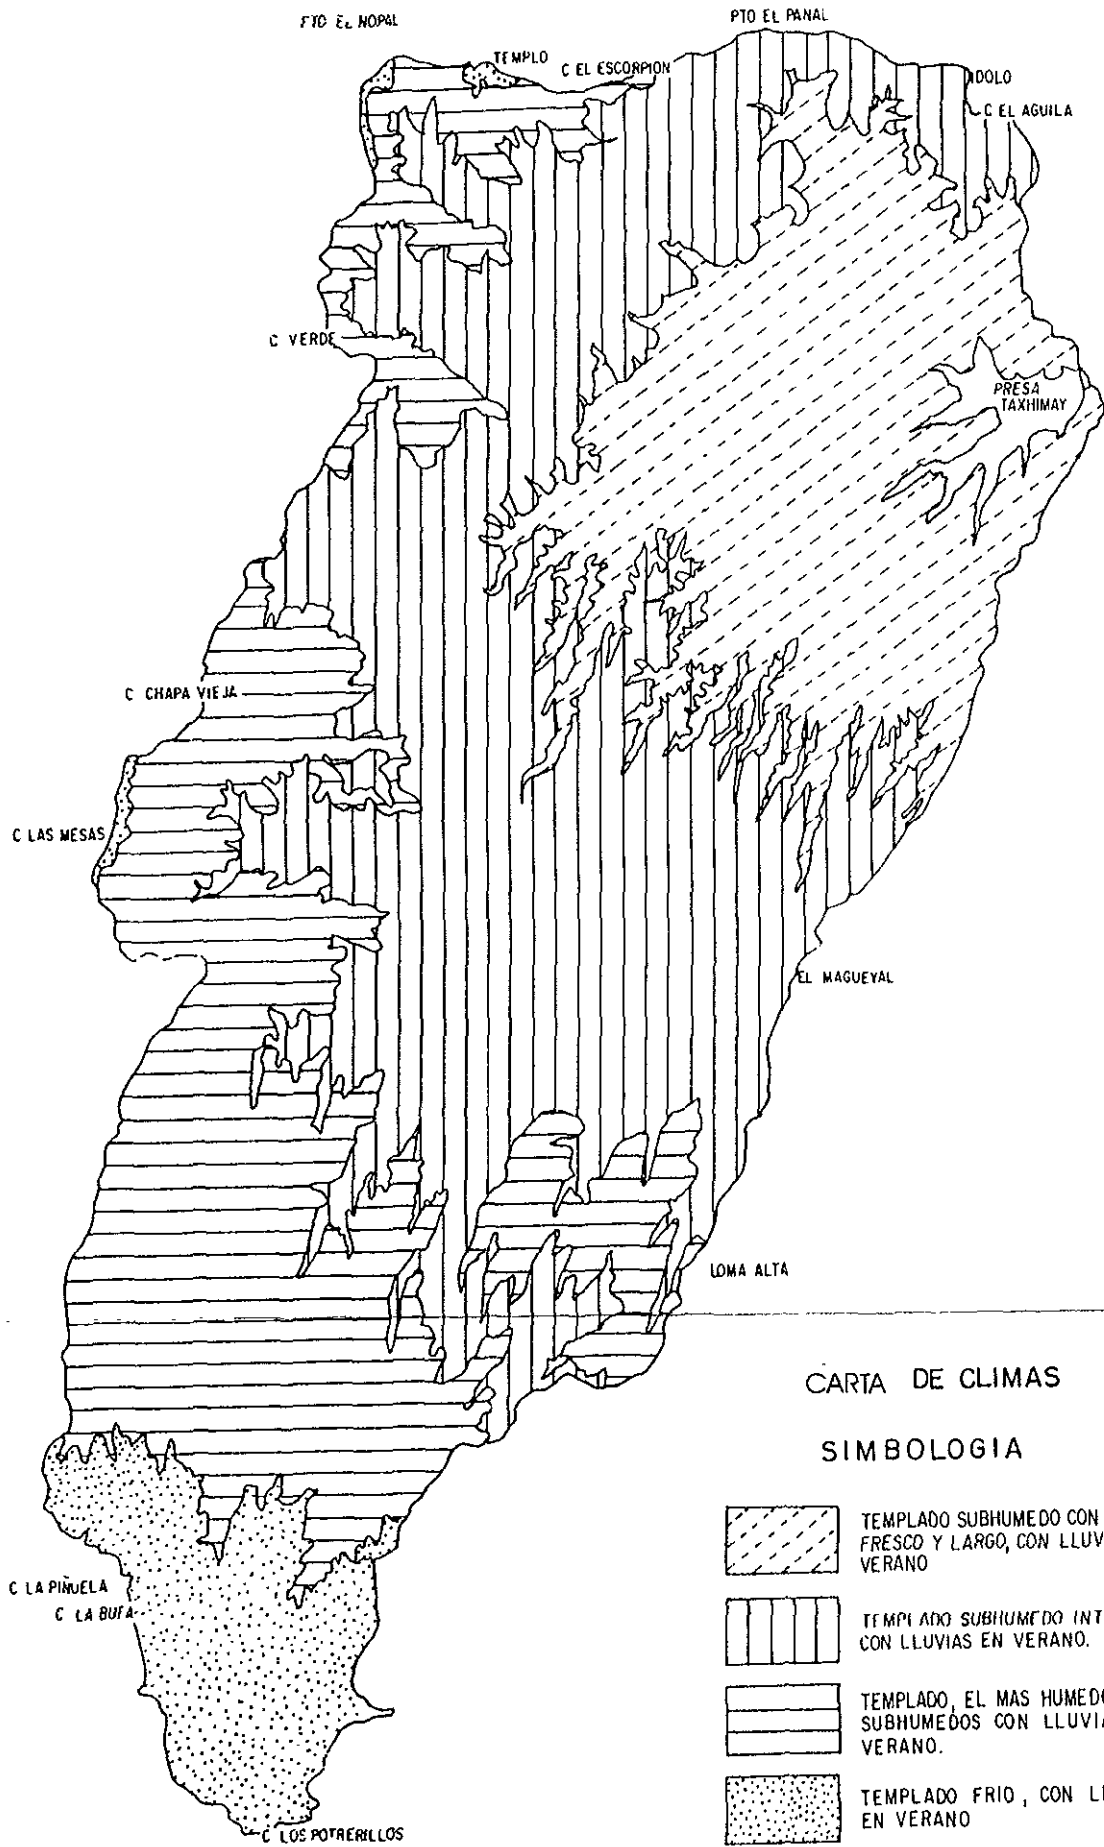 PTO EL NOPAL
PTO EL PANAL
TEMPLO
C EL ESCORPION
IDOLO
C EL AGUILA
C VERDE
PRESA
TAXHIMAY
C CHAPA VIEJA
C LAS MESAS
EL MAGUEYAL
LOMA ALTA
C LA PIÑUELA
C LA BUFA
C LOS POTRERILLOS
CARTA DE CLIMAS
SIMBOLOGIA
TEMPLADO SUBHUMEDO CON
FRESCO Y LARGO, CON LLUV
VERANO
TEMPLADO SUBHUMEDO INT
CON LLUVIAS EN VERANO.
TEMPLADO, EL MAS HUMEDO
SUBHUMEDOS CON LLUVIA
VERANO.
TEMPLADO FRIO, CON LL
EN VERANO